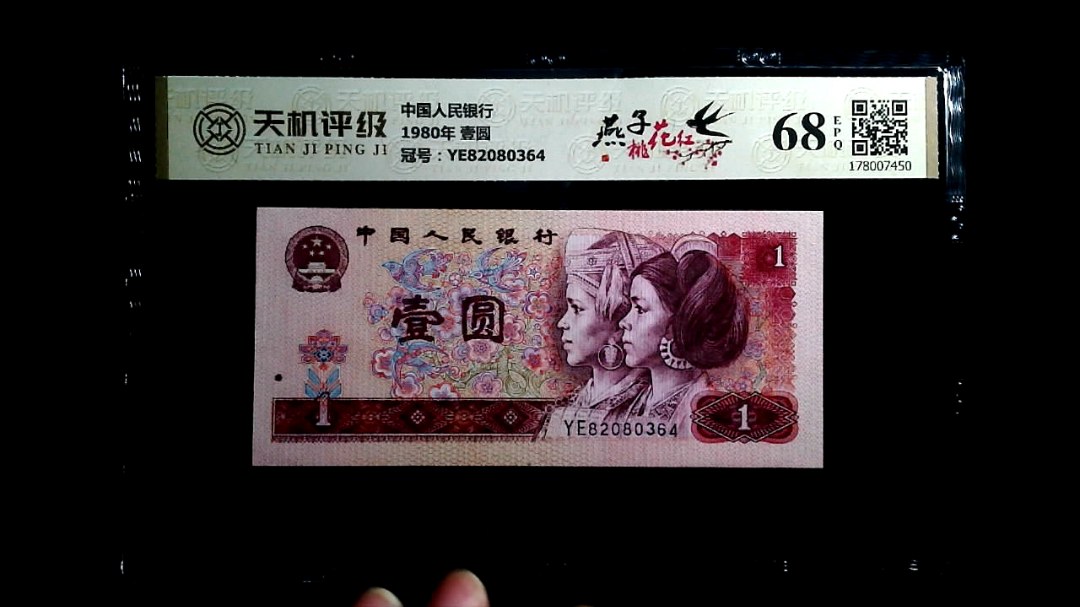 天机评级
TIAN JI PING JI
中国人民银行
1980年 壹圆
冠号：YE82080364
燕子
桃花红
68
EPQ
178007450
中国人民银行
1
壹圆
1
YE82080364
1